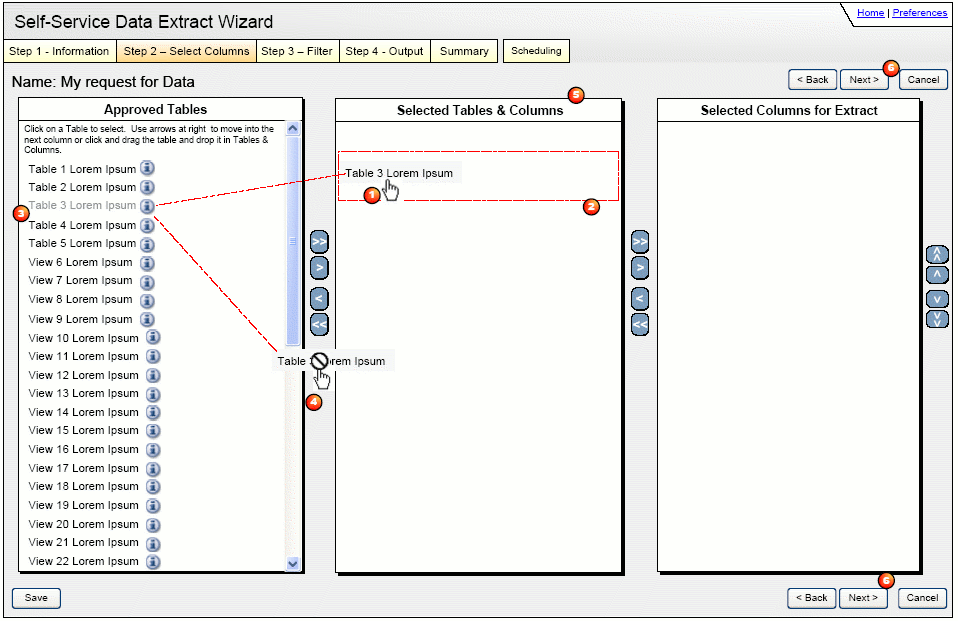 Self-Service Data Extract Wizard
Home | Preferences
Step 1 - Information
Step 2 – Select Columns
Step 3 – Filter
Step 4 - Output
Summary
Scheduling
Name: My request for Data
< Back
Next >
6
Cancel
Approved Tables
Click on a Table to select. Use arrows at right to move into the
next column or click and drag the table and drop it in Tables &
Columns.
Table 1 Lorem Ipsum
Table 2 Lorem Ipsum
3
Table 3 Lorem Ipsum
Table 4 Lorem Ipsum
Table 5 Lorem Ipsum
View 6 Lorem Ipsum
View 7 Lorem Ipsum
View 8 Lorem Ipsum
View 9 Lorem Ipsum
View 10 Lorem Ipsum
View 11 Lorem Ipsum
View 12 Lorem Ipsum
View 13 Lorem Ipsum
View 14 Lorem Ipsum
View 15 Lorem Ipsum
View 16 Lorem Ipsum
View 17 Lorem Ipsum
View 18 Lorem Ipsum
View 19 Lorem Ipsum
View 20 Lorem Ipsum
View 21 Lorem Ipsum
View 22 Lorem Ipsum
>>
>
<
<<
Table
Ipsum
4
5
Selected Tables & Columns
Table 3 Lorem Ipsum
1
2
>>
>
<
<<
Selected Columns for Extract
Save
6
< Back
Next >
Cancel